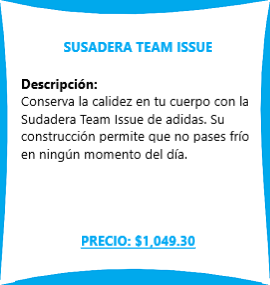 SUSADERA TEAM ISSUE
Descripción:
Conserva la calidez en tu cuerpo con la
Sudadera Team Issue de adidas. Su
construcción permite que no pases frío
en ningún momento del día.
PRECIO: $1,049.30